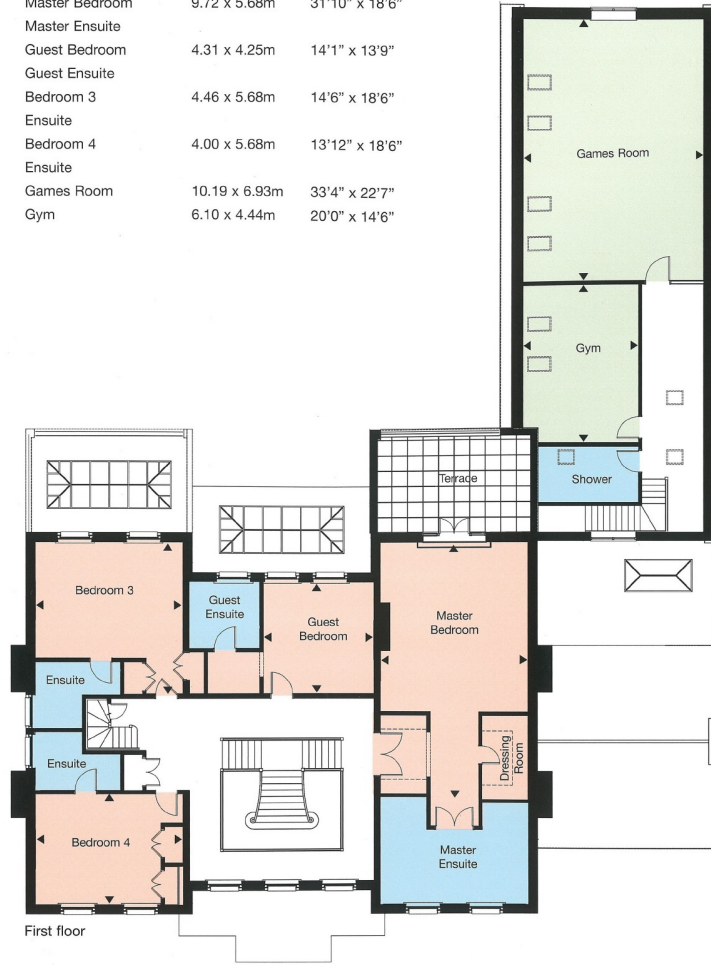 Master Bedroom 9.72 x 5.68m 31'10" x 18'6"
Master Ensuite
Guest Bedroom 4.31 x 4.25m 14'1" x 13'9"
Guest Ensuite
Bedroom 3 4.46 x 5.68m 14'6" x 18'6"
Ensuite
Bedroom 4 4.00 x 5.68m 13'12" x 18'6"
Ensuite
Games Room 10.19 x 6.93m 33'4" x 22'7"
Gym 6.10 x 4.44m 20'0" x 14'6"
Games Room
Gym
Shower
Terrace
Bedroom 3
Guest
Ensuite
Guest
Bedroom
Master
Bedroom
Ensuite
Ensuite
Dressing
Room
Bedroom 4
Master
Ensuite
First floor